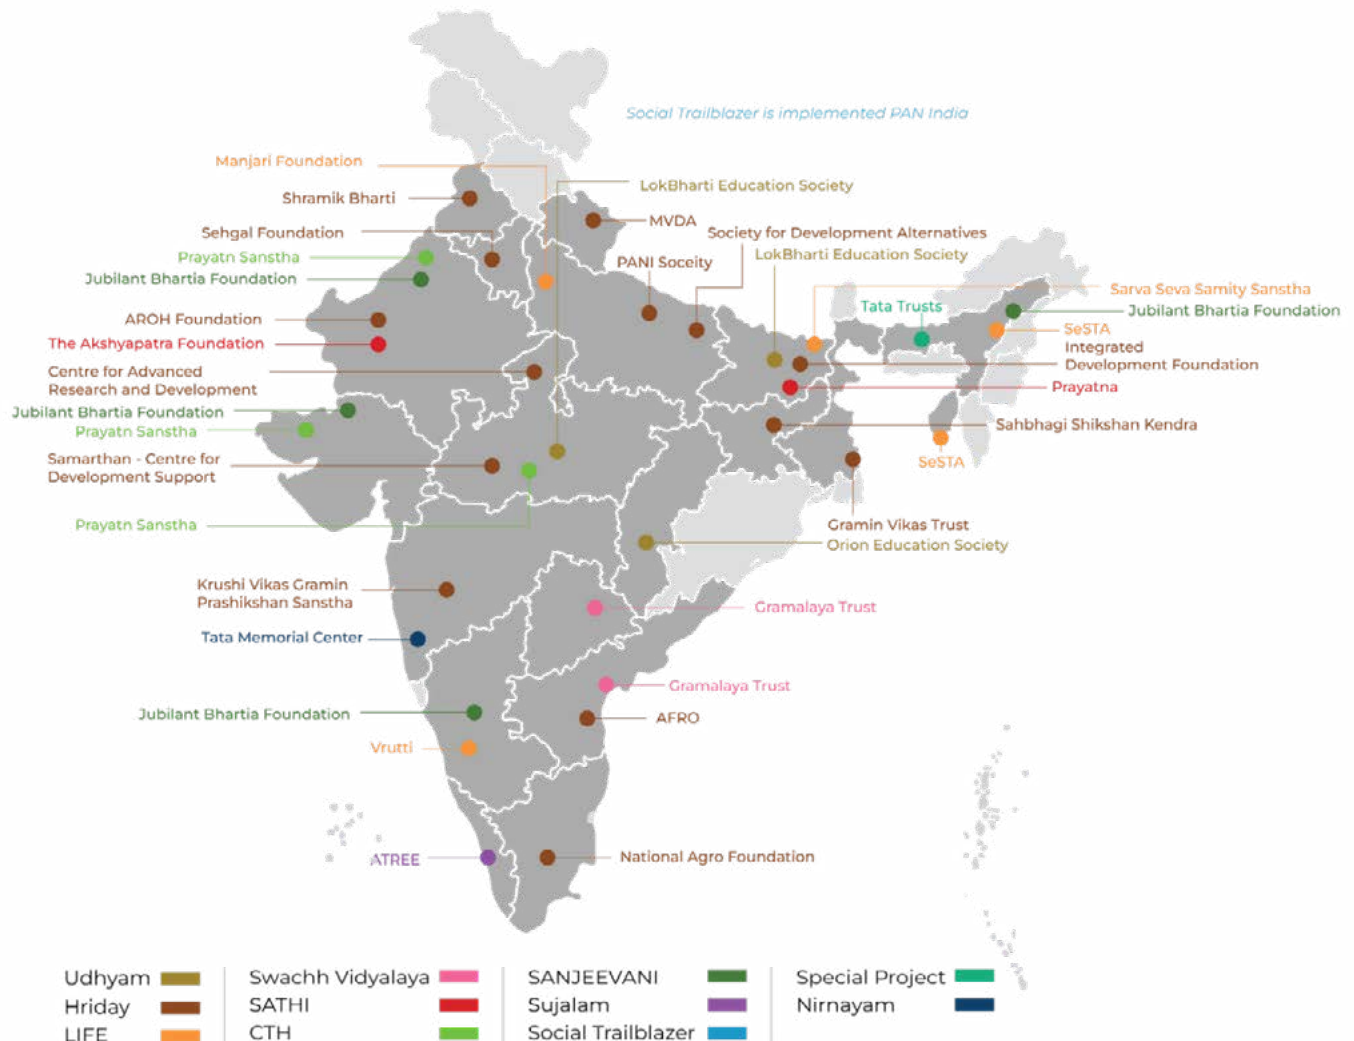 Social Trailblazer is implemented PAN India
Manjari Foundation
LokBharti Education Society
Shramik Bharti
MVDA
Sehgal Foundation
Society for Development Alternatives
Prayatn Sanstha
LokBharti Education Society
PANI Soceity
Jubilant Bhartia Foundation
Sarva Seva Samity Sanstha
Tata Trusts
Jubilant Bhartia Foundation
AROH Foundation
SeSTA
The Akshyapatra Foundation
Integrated
Development Foundation
Centre for Advanced
Research and Development
Prayatna
Jubilant Bhartia Foundation
Prayatn Sanstha
Sahbhagi Shikshan Kendra
Samarthan - Centre for
Development Support
SeSTA
Prayatn Sanstha
Gramin Vikas Trust
Orion Education Society
Krushi Vikas Gramin
Prashikshan Sanstha
Gramalaya Trust
Tata Memorial Center
Gramalaya Trust
Jubilant Bhartia Foundation
AFRO
Vrutti
ATREE
National Agro Foundation
Udhyam
Hriday
LIFE
Swachh Vidyalaya
SATHI
CTH
SANJEEVANI
Sujalam
Social Trailblazer
Special Project
Nirnayam